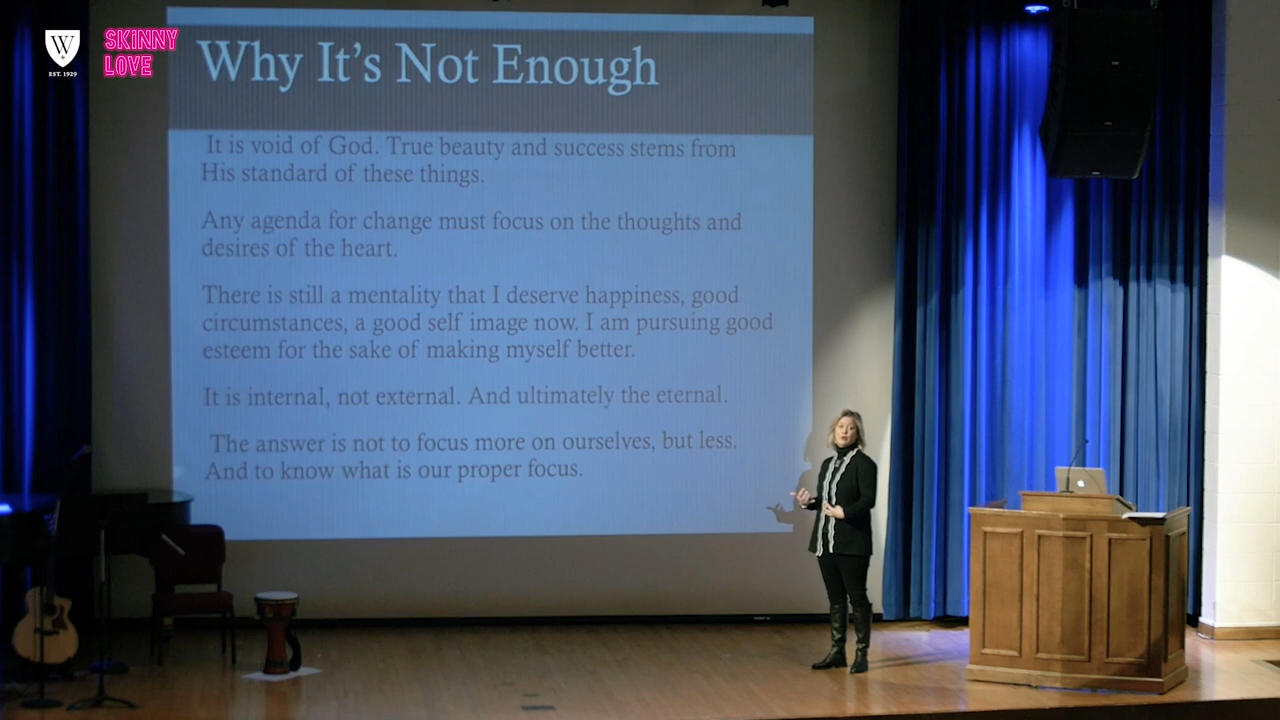 W
EST. 1929
SKINNY
LOVE
Why It's Not Enough
It is void of God. True beauty and success stems from
His standard of these things.
Any agenda for change must focus on the thoughts and
desires of the heart.
There is still a mentality that I deserve happiness, good
circumstances, a good self image now. I am pursuing good
esteem for the sake of making myself better.
It is internal, not external. And ultimately the eternal.
The answer is not to focus more on ourselves, but less.
And to know what is our proper focus.